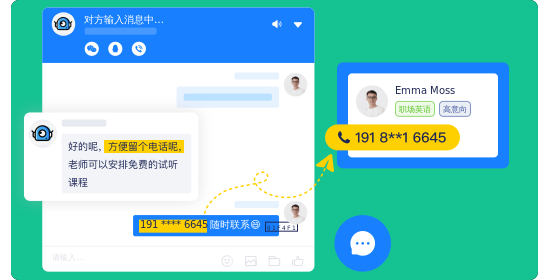 对方输入消息中...
Emma Moss
职场英语 高意向
191 8**1 6645
好的呢，方便留个电话呢，
老师可以安排免费的试听
课程
191 **** 6645 随时联系😄
请输入...